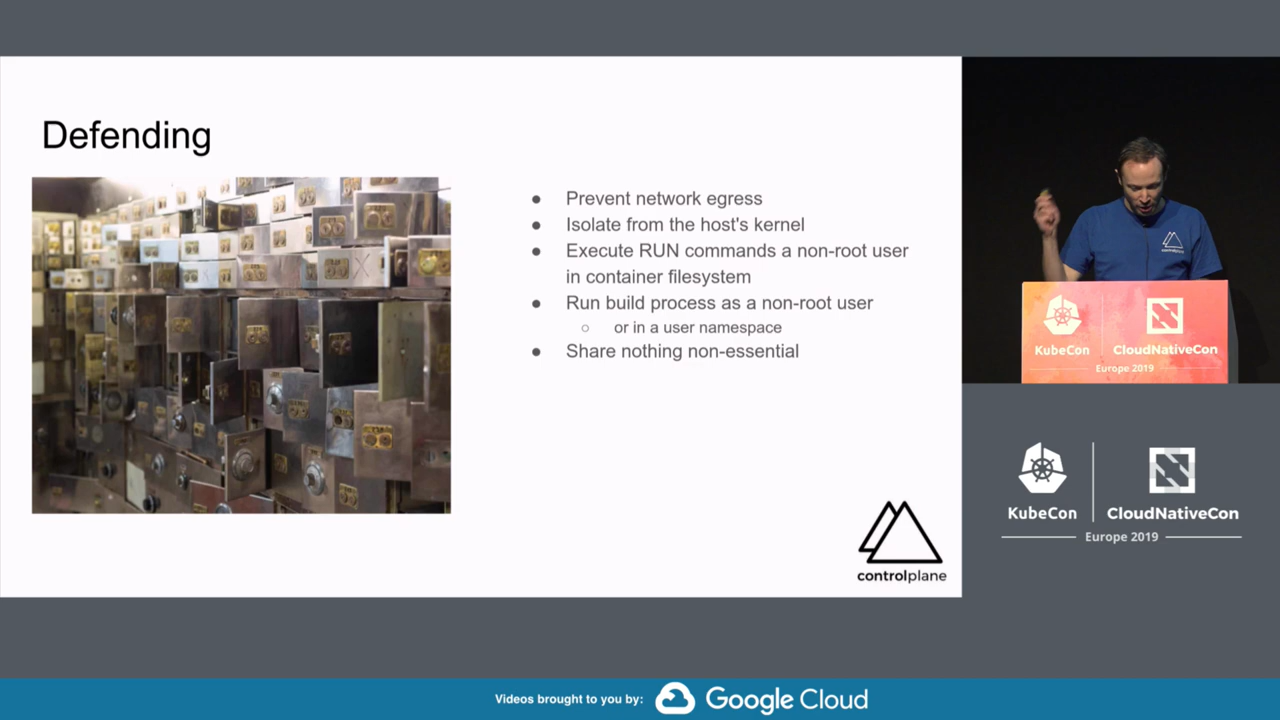 Defending
● Prevent network egress
● Isolate from the host's kernel
● Execute RUN commands a non-root user
in container filesystem
● Run build process as a non-root user
○ or in a user namespace
● Share nothing non-essential
controlplane
KubeCon
CloudNativeCon
Europe 2019
KubeCon
CloudNativeCon
Europe 2019
Videos brought to you by: Google Cloud